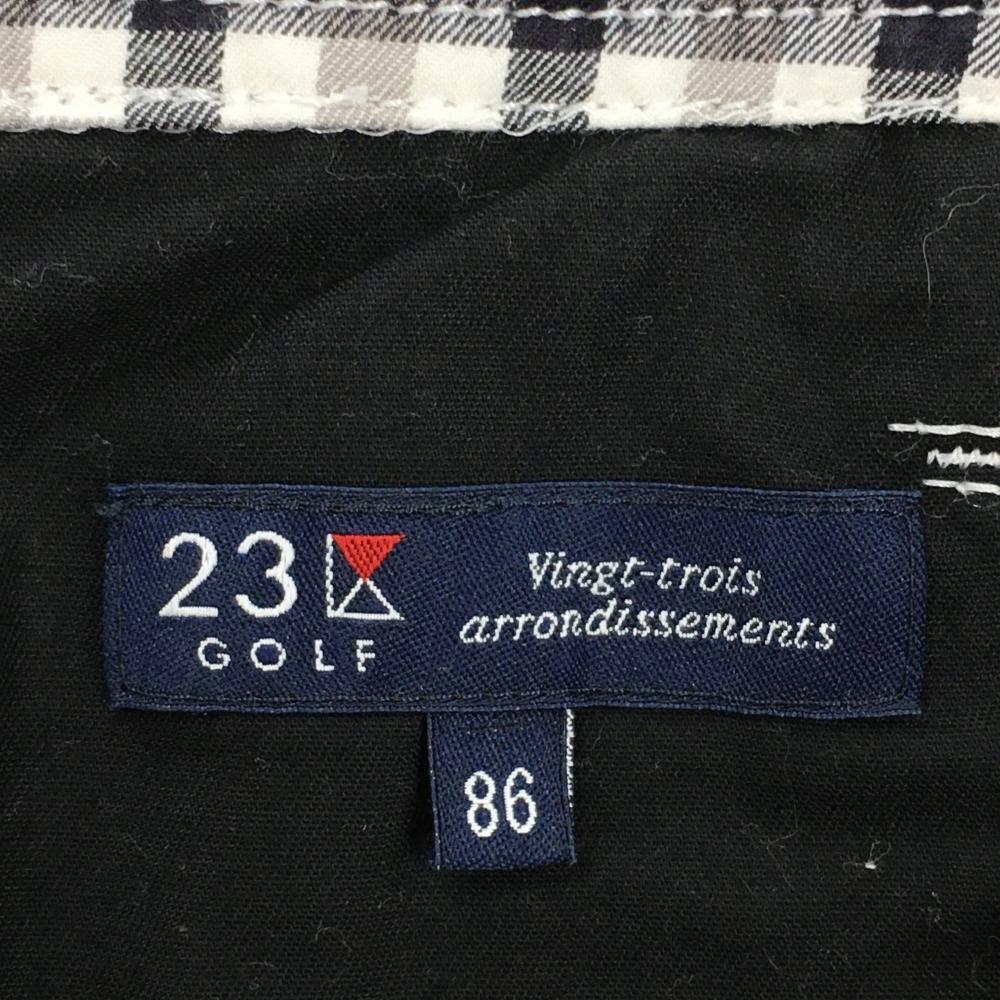 23
GOLF
Vingt-trois
arrondissements
86